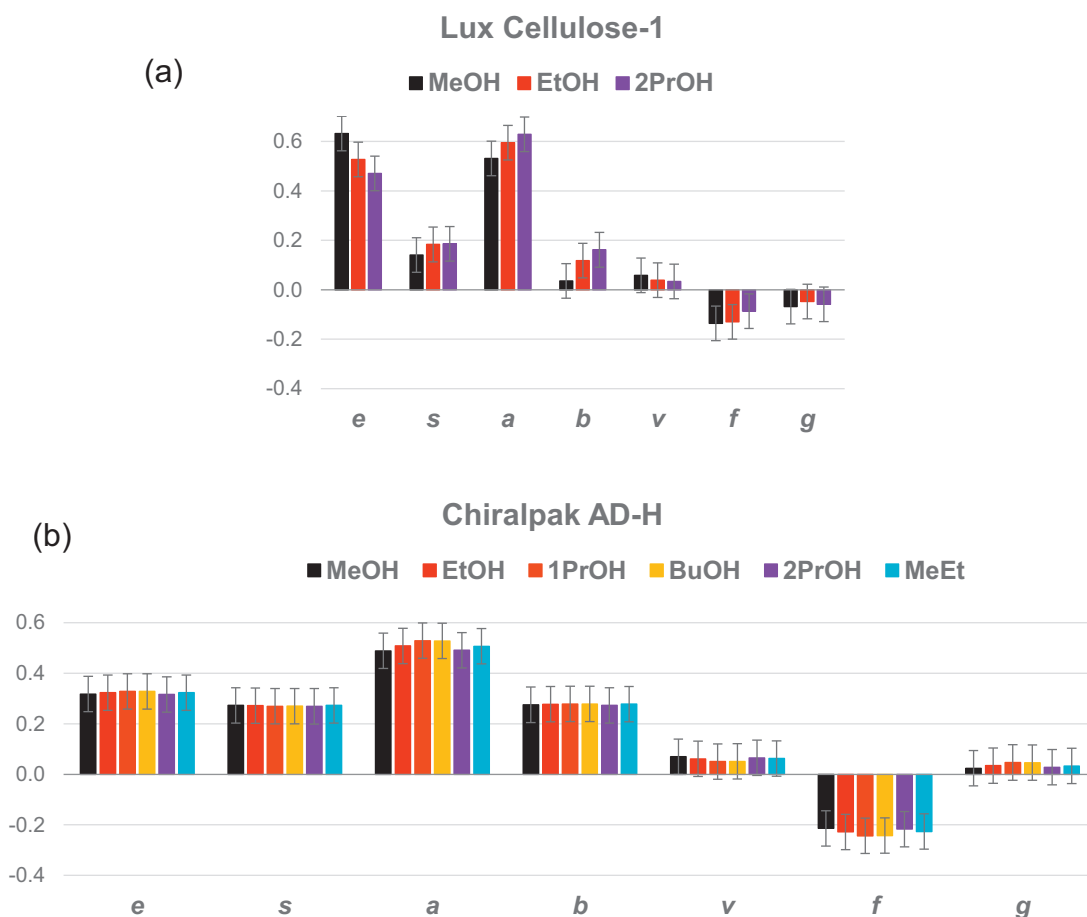 Lux Cellulose-1
(a)
MeOH EtOH 2PrOH
0.6
0.4
0.2
0.0
-0.2
-0.4
e s a b v f g
Chiralpak AD-H
(b)
MeOH EtOH 1PrOH BuOH 2PrOH MeEt
0.6
0.4
0.2
0.0
-0.2
-0.4
e s a b v f g